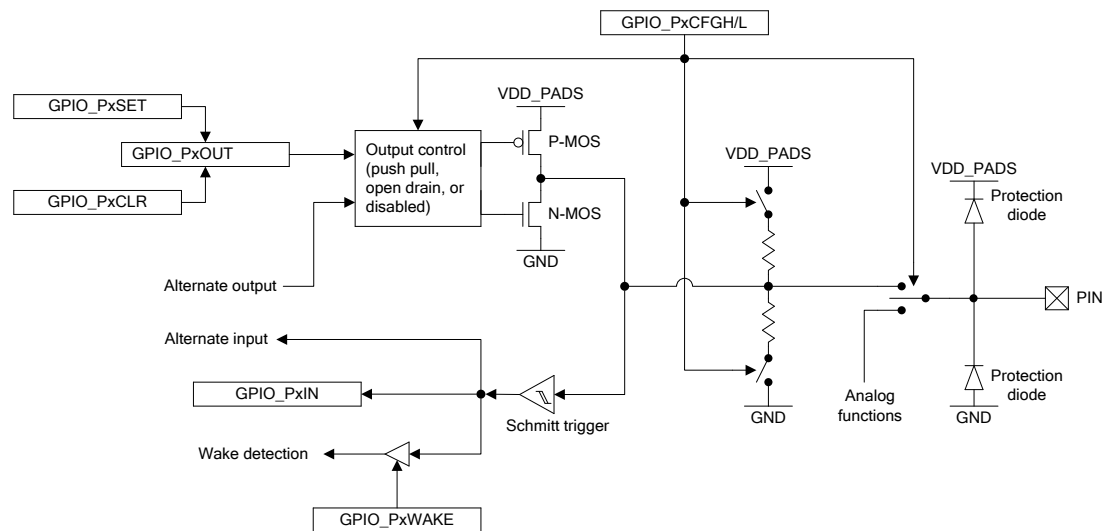 GPIO_PxCFGH/L
GPIO_PxSET
GPIO_PxOUT
GPIO_PxCLR
Alternate output
Output control
(push pull,
open drain, or
disabled)
VDD_PADS
P-MOS
N-MOS
GND
VDD_PADS
GND
VDD_PADS
Protection
diode
PIN
Protection
diode
GND
Analog
functions
Alternate input
GPIO_PxIN
Schmitt trigger
Wake detection
GPIO_PxWAKE